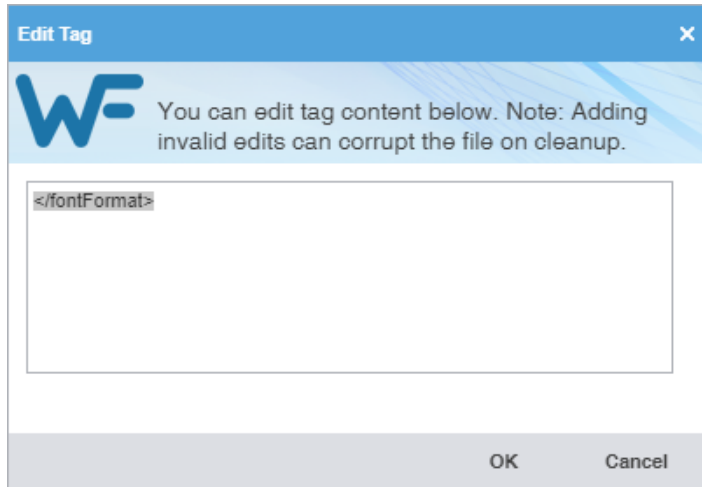 Edit Tag
WF
You can edit tag content below. Note: Adding
invalid edits can corrupt the file on cleanup.
</fontFormat>
OK Cancel